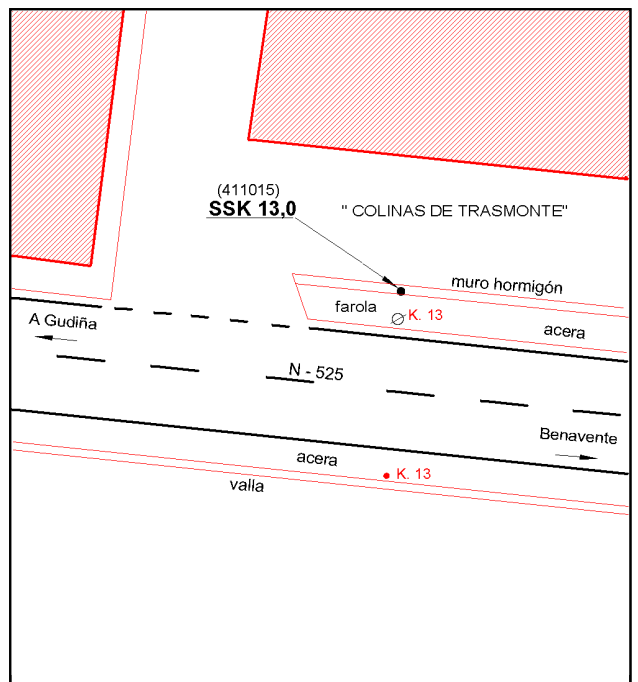 (411015)
SSK 13,0
" COLINAS DE TRASMONTE"
muro hormigón
farola
K. 13
acera
A Gudiña
N - 525
Benavente
acera
K. 13
valla